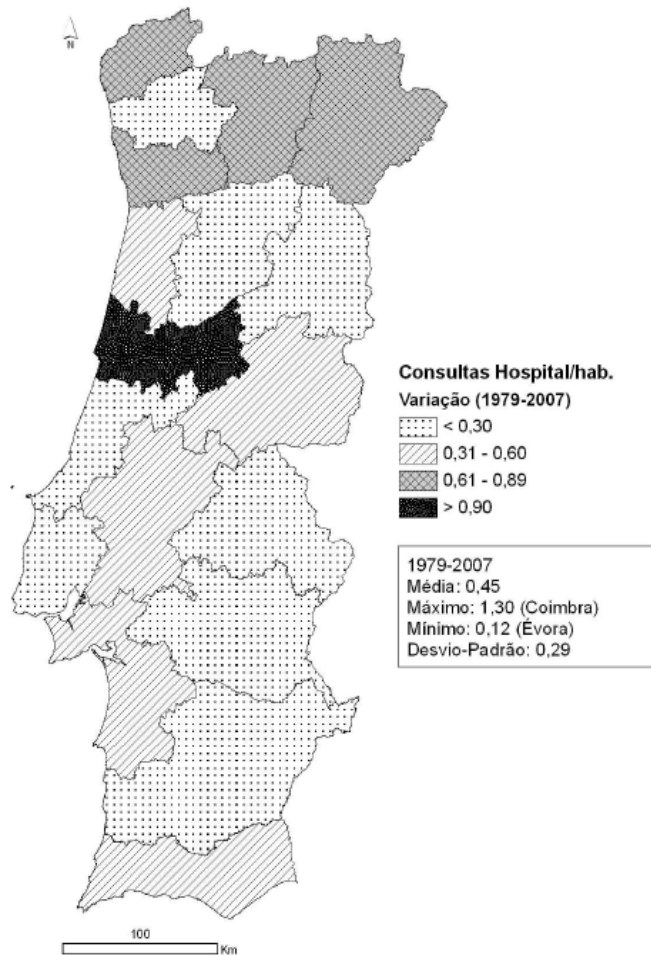 N
Consultas Hospital/hab.
Variação (1979-2007)
< 0,30
0,31 - 0,60
0,61 - 0,89
> 0,90
1979-2007
Média: 0,45
Máximo: 1,30 (Coimbra)
Mínimo: 0,12 (Évora)
Desvio-Padrão: 0,29
100
Km